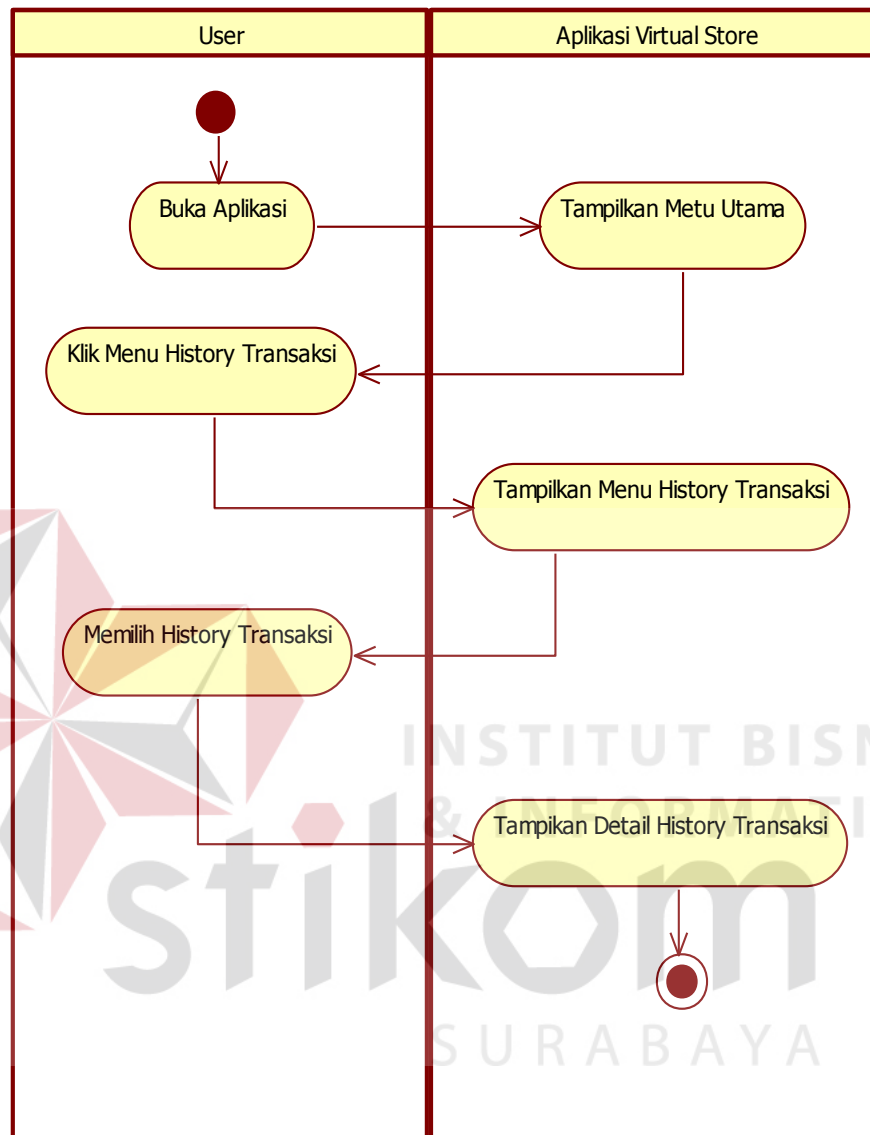 User
Aplikasi Virtual Store
Buka Aplikasi
Tampilkan Metu Utama
Klik Menu History Transaksi
Tampilkan Menu History Transaksi
Memilih History Transaksi
INSTITUT BISN
& INFORMATI
Tampikan Detail History Transaksi
stikom
SURABAYA